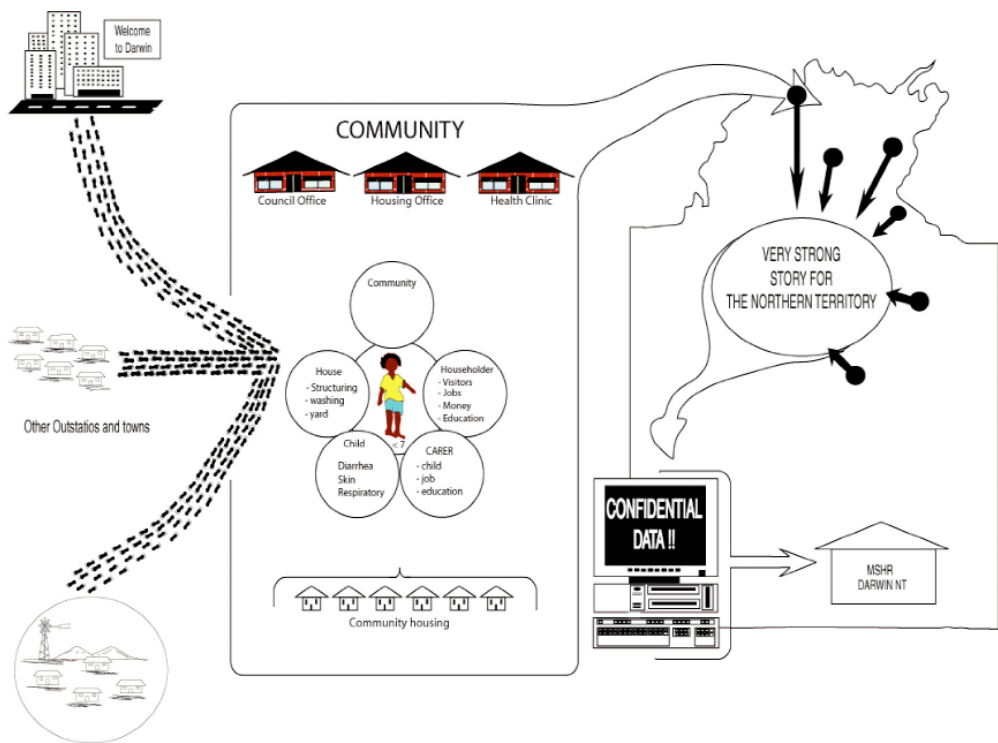 Welcome
to Darwin
COMMUNITY
Council Office
Housing Office
Health Clinic
Community
House
- Structuring
- washing
- yard
Householder
- Visitors
- Jobs
- Money
- Education
Child
Diarrhea
Skin
Respiratory
< 7
CARER
- child
- job
- education
Community housing
Other Outstatios and towns
VERY STRONG
STORY FOR
THE NORTHERN TERRITORY
CONFIDENTIAL
DATA !!
MSHR
DARWIN NT